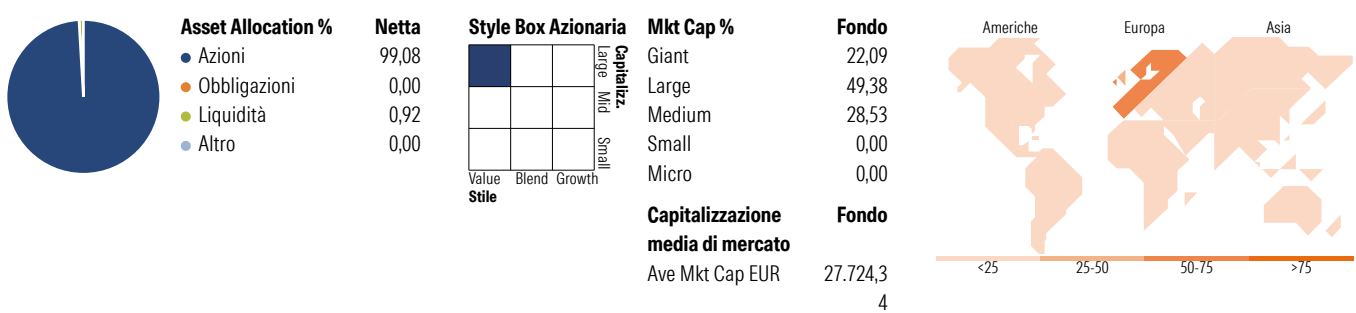 Asset Allocation % Netta
Azioni 99,08
Obbligazioni 0,00
Liquidità 0,92
Altro 0,00
Style Box Azionaria
Large
Mid
Small
Capitalizz.
Value Blend Growth
Stile
Mkt Cap % Fondo
Giant 22,09
Large 49,38
Medium 28,53
Small 0,00
Micro 0,00
Capitalizzazione Fondo
media di mercato
Ave Mkt Cap EUR 27.724,3
4
Americhe Europa Asia
<25 25-50 50-75 >75